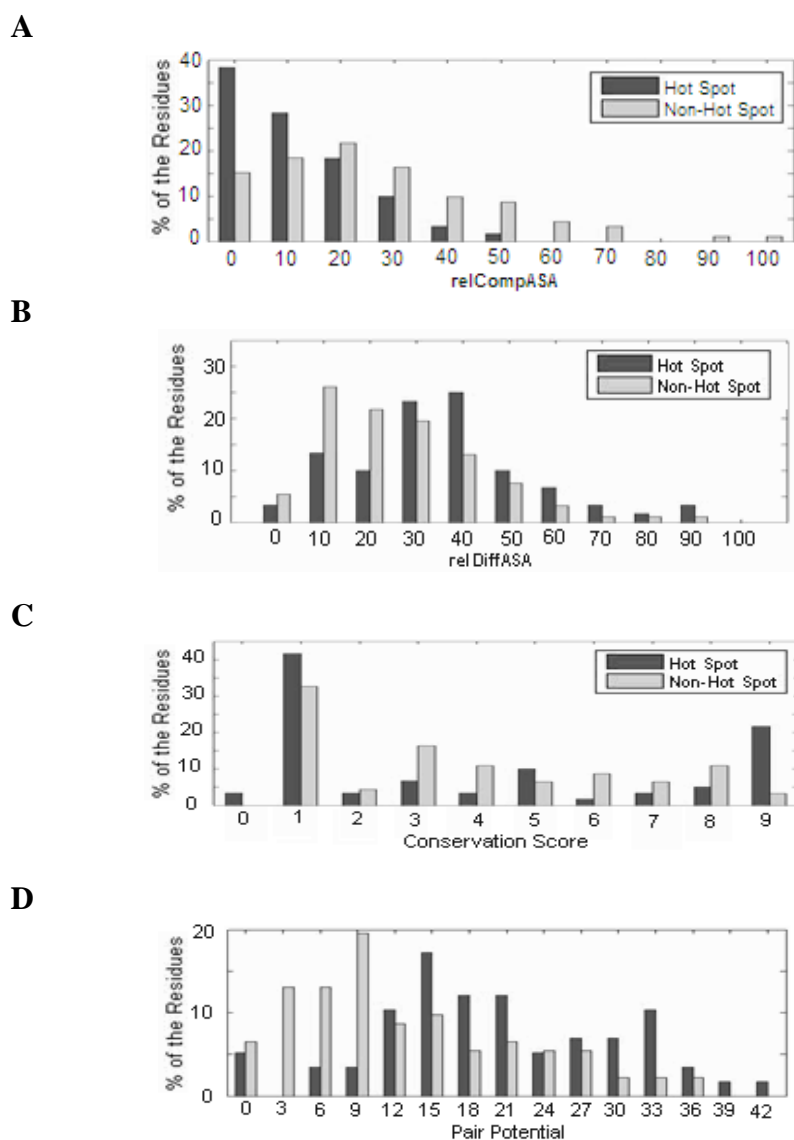 A
% of the Residues
40
30
20
10
0
Hot Spot
Non-Hot Spot
0 10 20 30 40 50 60 70 80 90 100
relCompASA
B
% of the Residues
30
20
10
0
Hot Spot
Non-Hot Spot
0 10 20 30 40 50 60 70 80 90 100
relDiffASA
C
% of the Residues
40
30
20
10
0
Hot Spot
Non-Hot Spot
0 1 2 3 4 5 6 7 8 9
Conservation Score
D
% of the Residues
20
10
0
0 3 6 9 12 15 18 21 24 27 30 33 36 39 42
Pair Potential